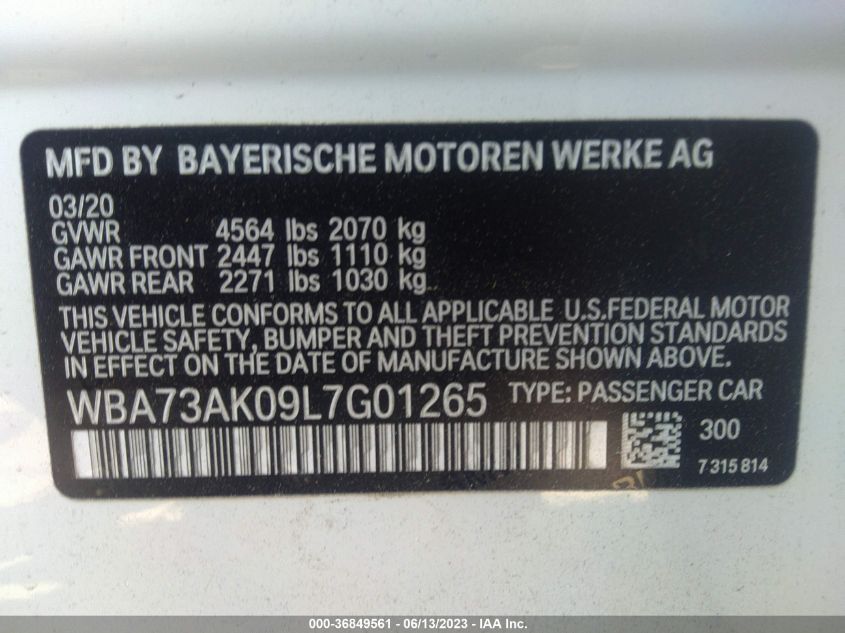 MFD BY BAYERISCHE MOTOREN WERKE AG
03/20
GVWR 4564 lbs 2070 kg
GAWR FRONT 2447 lbs 1110 kg
GAWR REAR 2271 lbs 1030 kg
THIS VEHICLE CONFORMS TO ALL APPLICABLE U.S.FEDERAL MOTOR
VEHICLE SAFETY, BUMPER AND THEFT PREVENTION STANDARDS
IN EFFECT ON THE DATE OF MANUFACTURE SHOWN ABOVE.
WBA73AK09L7G01265 TYPE: PASSENGER CAR
300
7 315 814
000-36849561 - 06/13/2023 - IAA Inc.